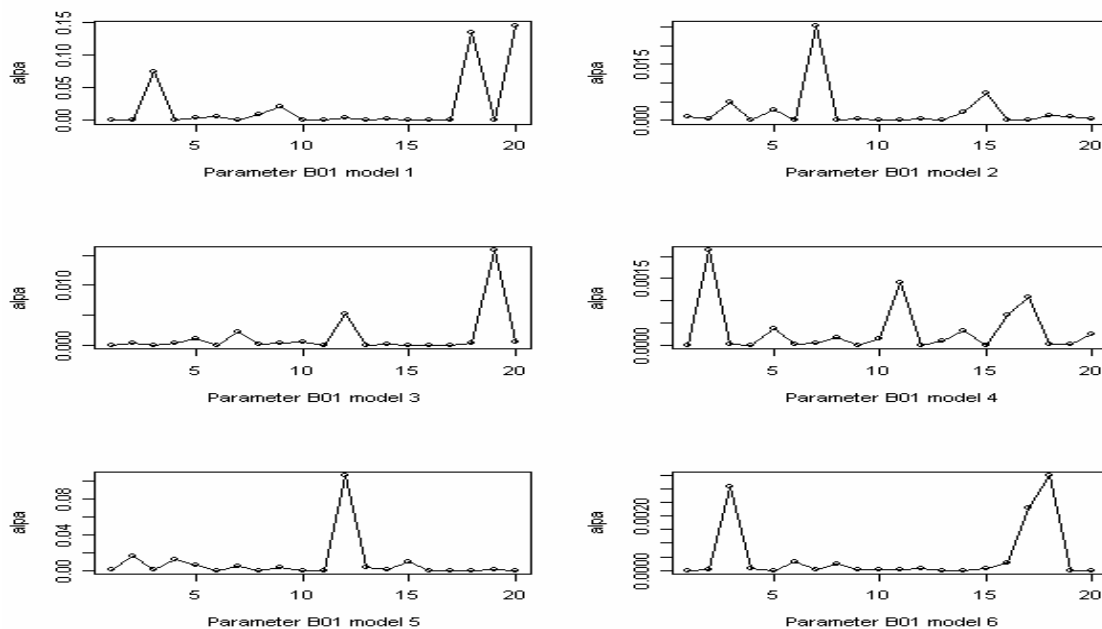 alpa
0.00 0.05 0.10 0.15
5 10 15 20
Parameter B01 model 1
alpa
0.000 0.015
5 10 15 20
Parameter B01 model 2
alpa
0.000 0.010
5 10 15 20
Parameter B01 model 3
alpa
0.0000 0.0015
5 10 15 20
Parameter B01 model 4
alpa
0.00 0.04 0.08
5 10 15 20
Parameter B01 model 5
alpa
0.0000 0.0020
5 10 15 20
Parameter B01 model 6